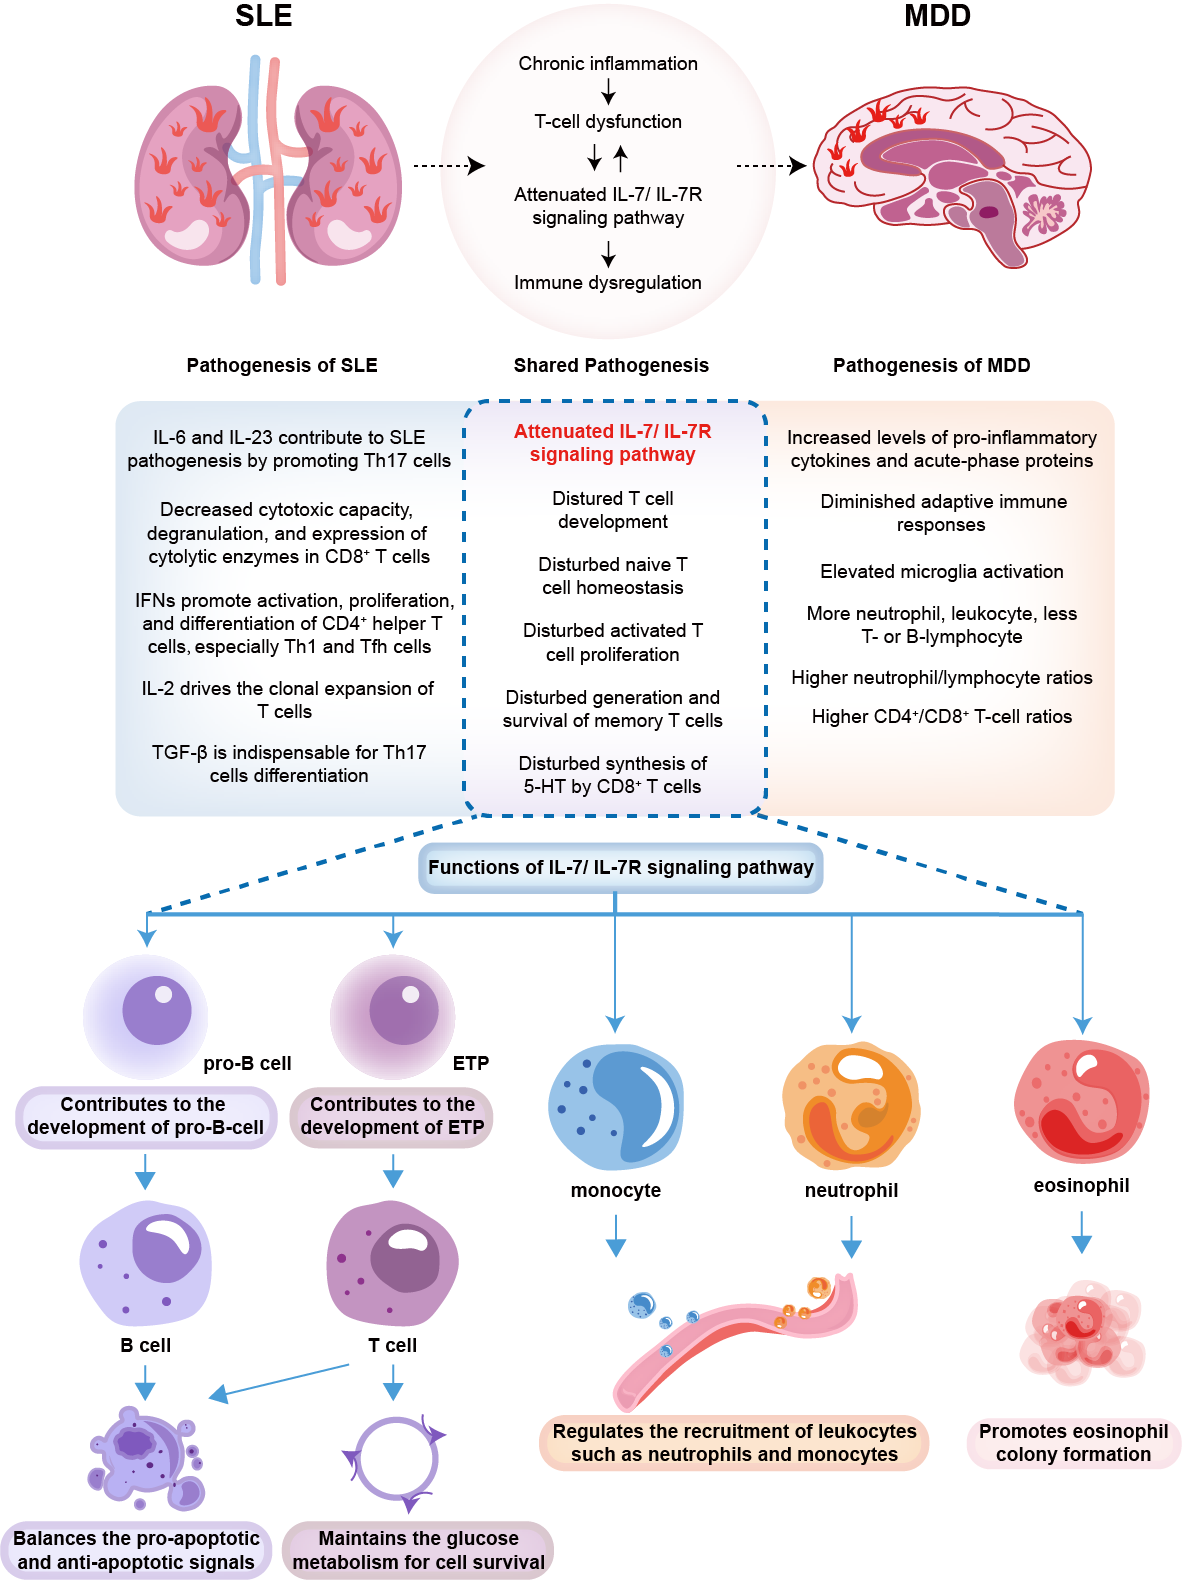 SLE
MDD
Chronic inflammation
T-cell dysfunction
Attenuated IL-7/ IL-7R
signaling pathway
Immune dysregulation
Pathogenesis of SLE
Shared Pathogenesis
Pathogenesis of MDD
IL-6 and IL-23 contribute to SLE
pathogenesis by promoting Th17 cells
Decreased cytotoxic capacity,
degranulation, and expression of
cytolytic enzymes in CD8⁺ T cells
IFNs promote activation, proliferation,
and differentiation of CD4⁺ helper T
cells, especially Th1 and Tfh cells
IL-2 drives the clonal expansion of
T cells
TGF-β is indispensable for Th17
cells differentiation
Attenuated IL-7/ IL-7R
signaling pathway
Distured T cell
development
Disturbed naive T
cell homeostasis
Disturbed activated T
cell proliferation
Disturbed generation and
survival of memory T cells
Disturbed synthesis of
5-HT by CD8⁺ T cells
Increased levels of pro-inflammatory
cytokines and acute-phase proteins
Diminished adaptive immune
responses
Elevated microglia activation
More neutrophil, leukocyte, less
T- or B-lymphocyte
Higher neutrophil/lymphocyte ratios
Higher CD4⁺/CD8⁺ T-cell ratios
Functions of IL-7/ IL-7R signaling pathway
pro-B cell
ETP
Contributes to the
development of pro-B-cell
Contributes to the
development of ETP
monocyte
neutrophil
eosinophil
B cell
T cell
Regulates the recruitment of leukocytes
such as neutrophils and monocytes
Promotes eosinophil
colony formation
Balances the pro-apoptotic
and anti-apoptotic signals
Maintains the glucose
metabolism for cell survival